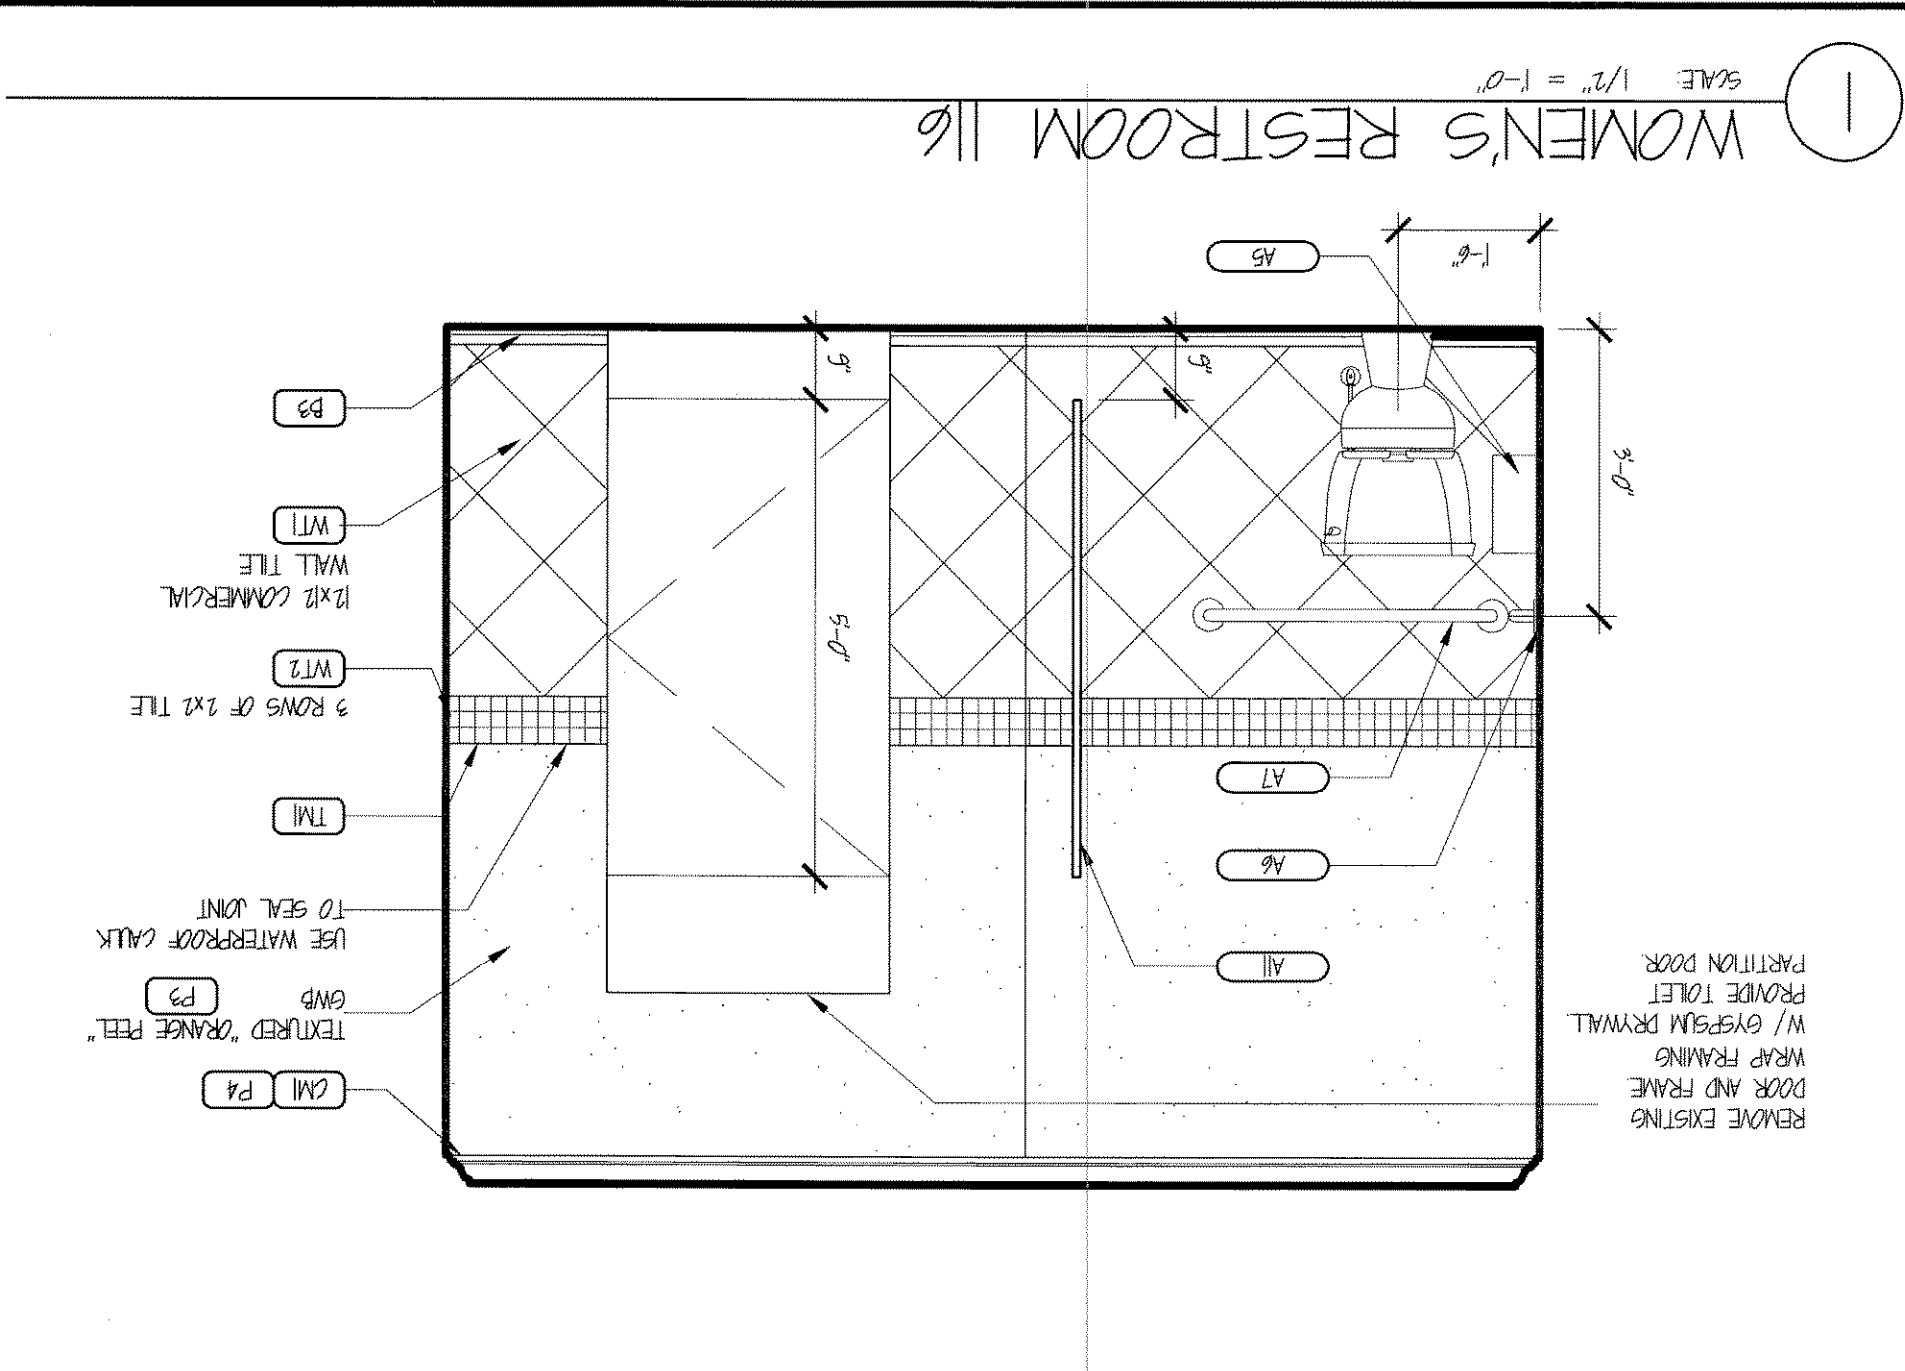 REMOVE EXISTING
DOOR AND FRAME.
WRAP FRAMING
W/ GYSPSUM DRYWALL.
PROVIDE TOILET
PARTITION DOOR.
A11
A6
A7
3'-0"
9"
5'-0"
9"
1'-6"
A5
CM1 P4
TEXTURED "ORANGE PEEL"
GWB P3
USE WATERPROOF CAULK
TO SEAL JOINT
TM1
3 ROWS OF 2x2 TILE
WT2
12x12 COMMERCIAL
WALL TILE
WT1
B3
1
WOMEN'S RESTROOM 116
SCALE: 1/2" = 1'-0"